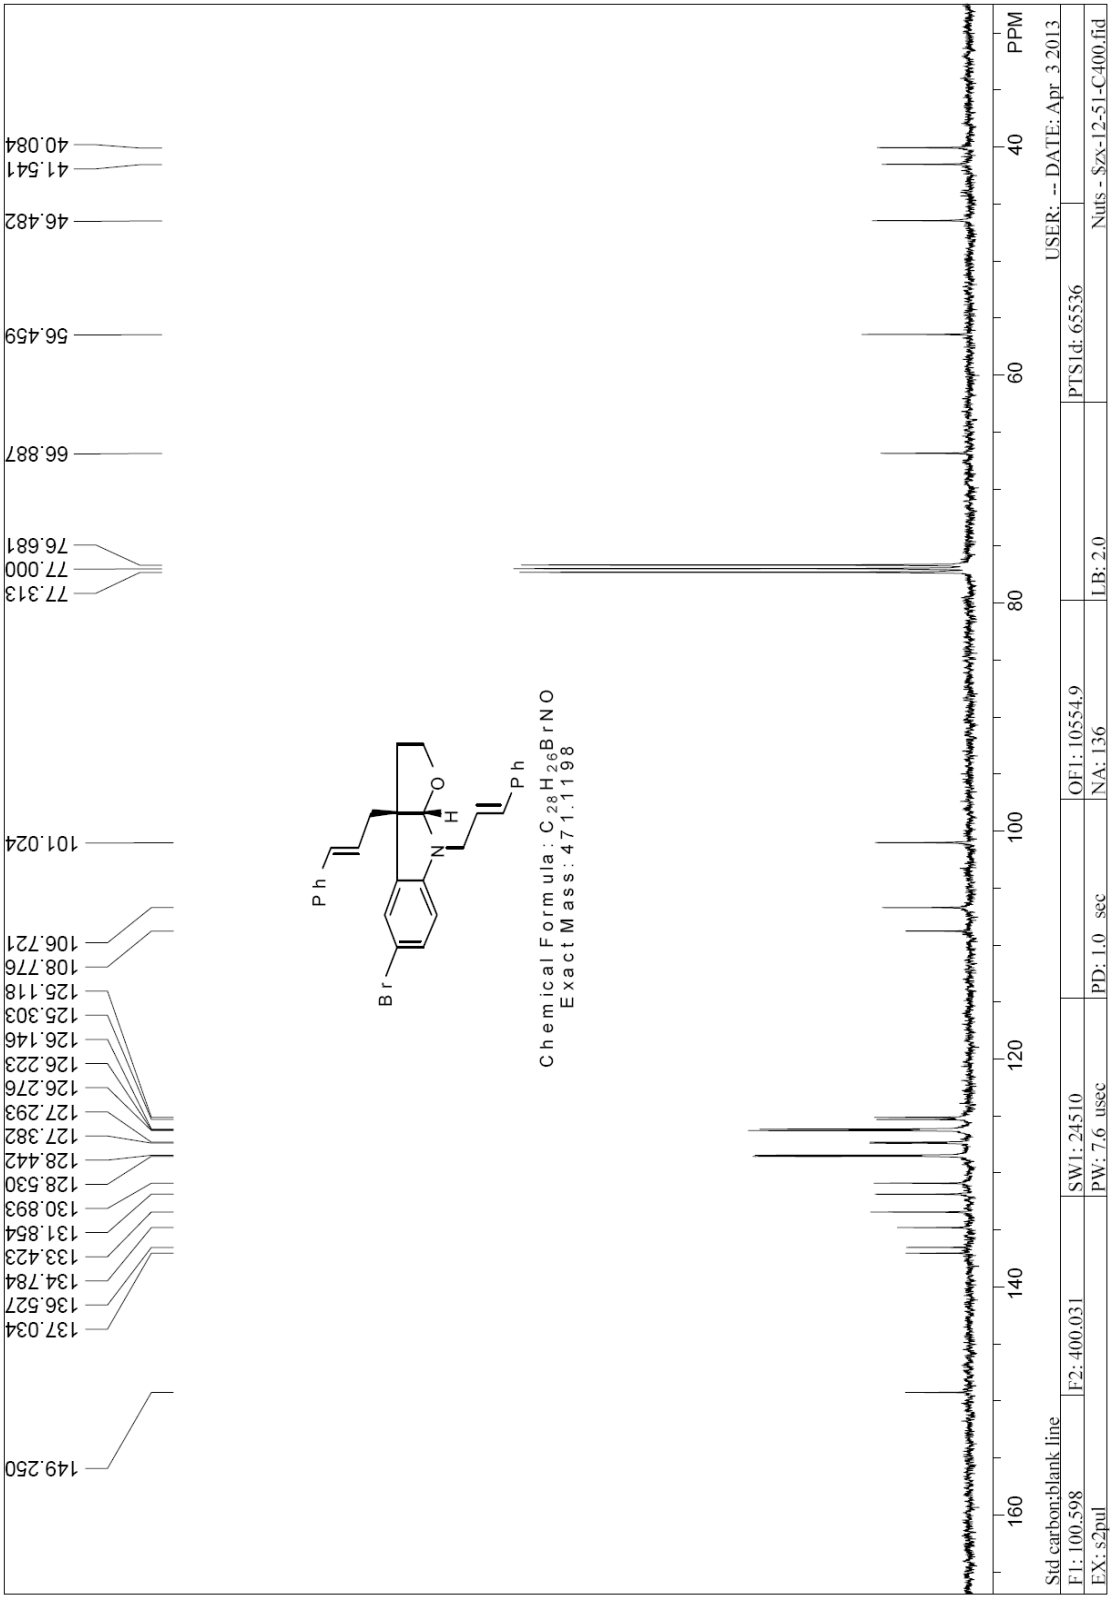 149.250
137.034
136.527
134.784
133.423
131.854
130.893
128.530
128.442
127.382
127.293
126.276
126.223
126.146
125.303
125.118
108.776
106.721
101.024
77.313
77.000
76.681
66.887
56.459
46.482
41.541
40.084
Ph
Br
O
H
N
Ph
Chemical Formula: C28H26BrNO
Exact Mass: 471.1198
160 140 120 100 80 60 40 PPM
Std carbon:blank line USER: -- DATE: Apr 3 2013
F1: 100.598 F2: 400.031 SW1: 24510 OF1: 10554.9 PTS1d: 65536
EX: s2pul PW: 7.6 usec PD: 1.0 sec NA: 136 LB: 2.0 Nuts - $zx-12-51-C400.fid